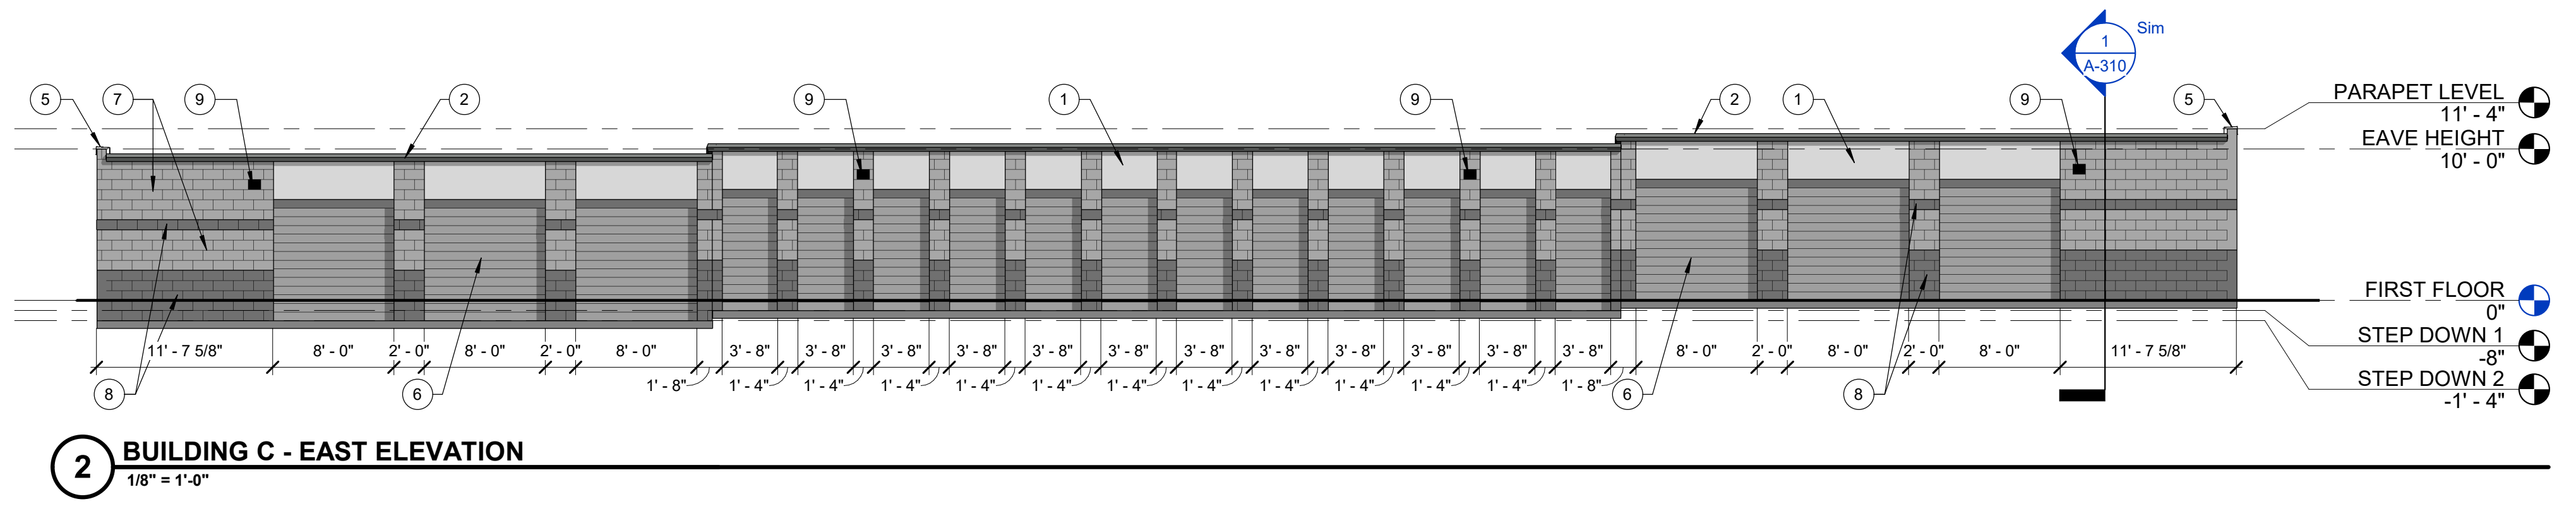 1
Sim
A-310
5
7
9
2
9
1
9
2
1
9
5
PARAPET LEVEL
11' - 4"
EAVE HEIGHT
10' - 0"
FIRST FLOOR
0"
STEP DOWN 1
-8"
STEP DOWN 2
-1' - 4"
11' - 7 5/8" 8' - 0" 2' - 0" 8' - 0" 2' - 0" 8' - 0" 3' - 8" 3' - 8" 3' - 8" 3' - 8" 3' - 8" 3' - 8" 3' - 8" 3' - 8" 3' - 8" 3' - 8" 3' - 8" 3' - 8" 8' - 0" 2' - 0" 8' - 0" 2' - 0" 8' - 0" 11' - 7 5/8"
1' - 8" 1' - 4" 1' - 4" 1' - 4" 1' - 4" 1' - 4" 1' - 4" 1' - 4" 1' - 4" 1' - 4" 1' - 4" 1' - 4" 1' - 8"
8
6
6
8
2
BUILDING C - EAST ELEVATION
1/8" = 1'-0"